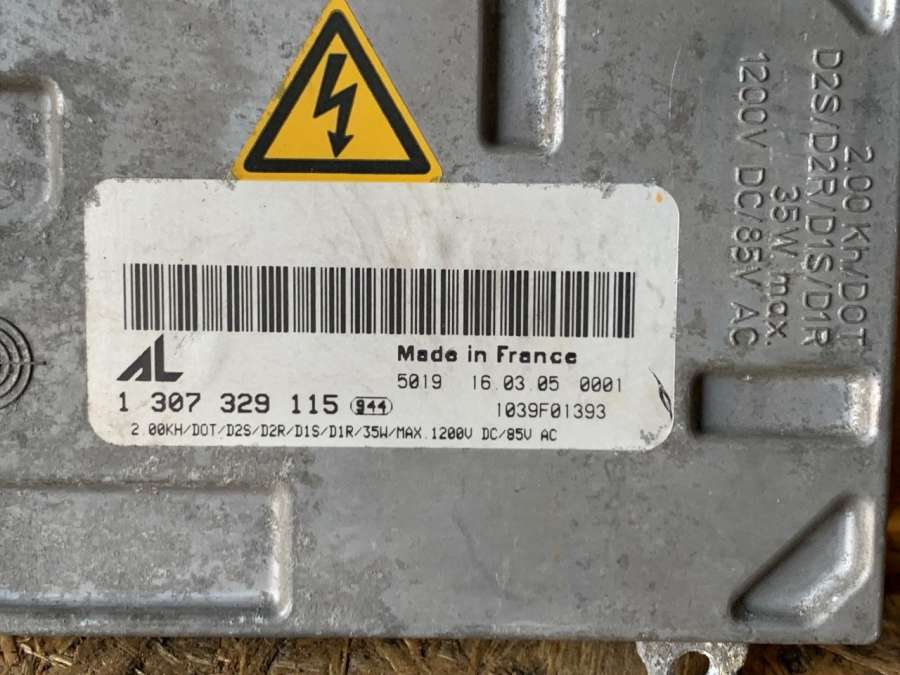 AL
Made in France
5019 16.03.05 0001
1 307 329 115 944
1039F01393
2.00KH/DOT/D2S/D2R/D1S/D1R/35W/MAX.1200V DC/85V AC
2.00 Kh/DOT
D2S/D2R/D1S/D1R
35W max.
1200V DC/85V AC